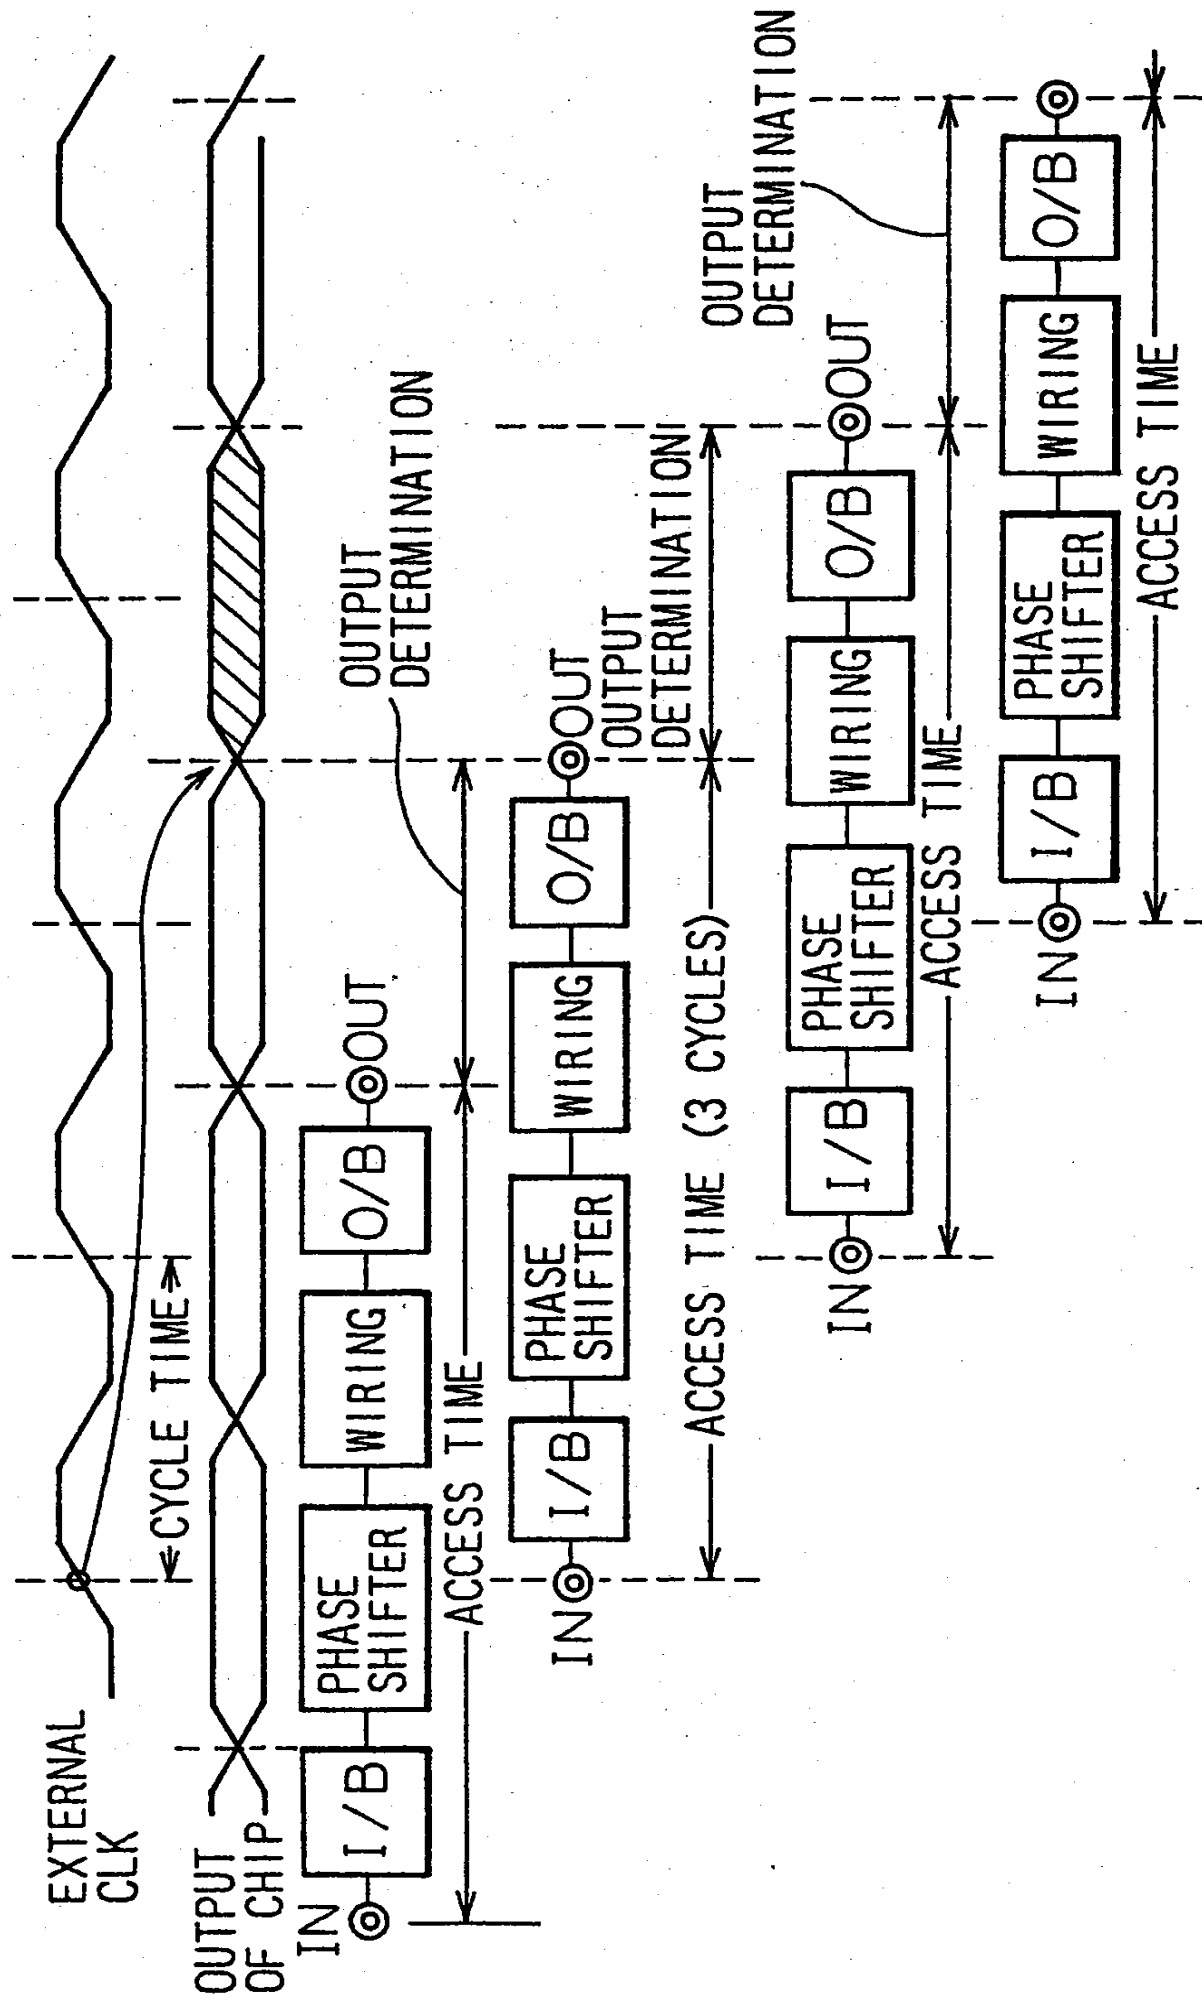 EXTERNAL
CLK
CYCLE TIME
OUTPUT
OF CHIP
IN
I/B
PHASE
SHIFTER
WIRING
O/B
OUT
OUTPUT
DETERMINATION
ACCESS TIME
IN
I/B
PHASE
SHIFTER
WIRING
O/B
OUT
OUTPUT
DETERMINATION
ACCESS TIME (3 CYCLES)
IN
I/B
PHASE
SHIFTER
WIRING
O/B
OUT
OUTPUT
DETERMINATION
ACCESS TIME
IN
I/B
PHASE
SHIFTER
WIRING
O/B
ACCESS TIME